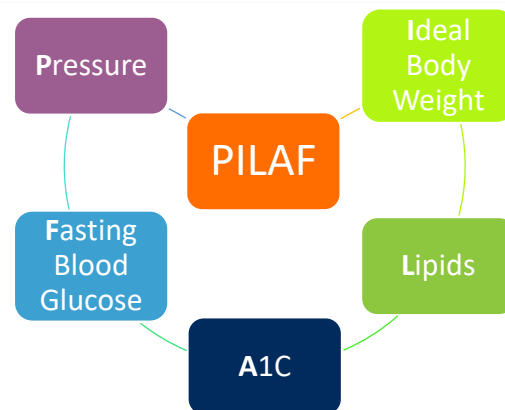 Pressure
Ideal
Body
Weight
PILAF
Fasting
Blood
Glucose
Lipids
A1C